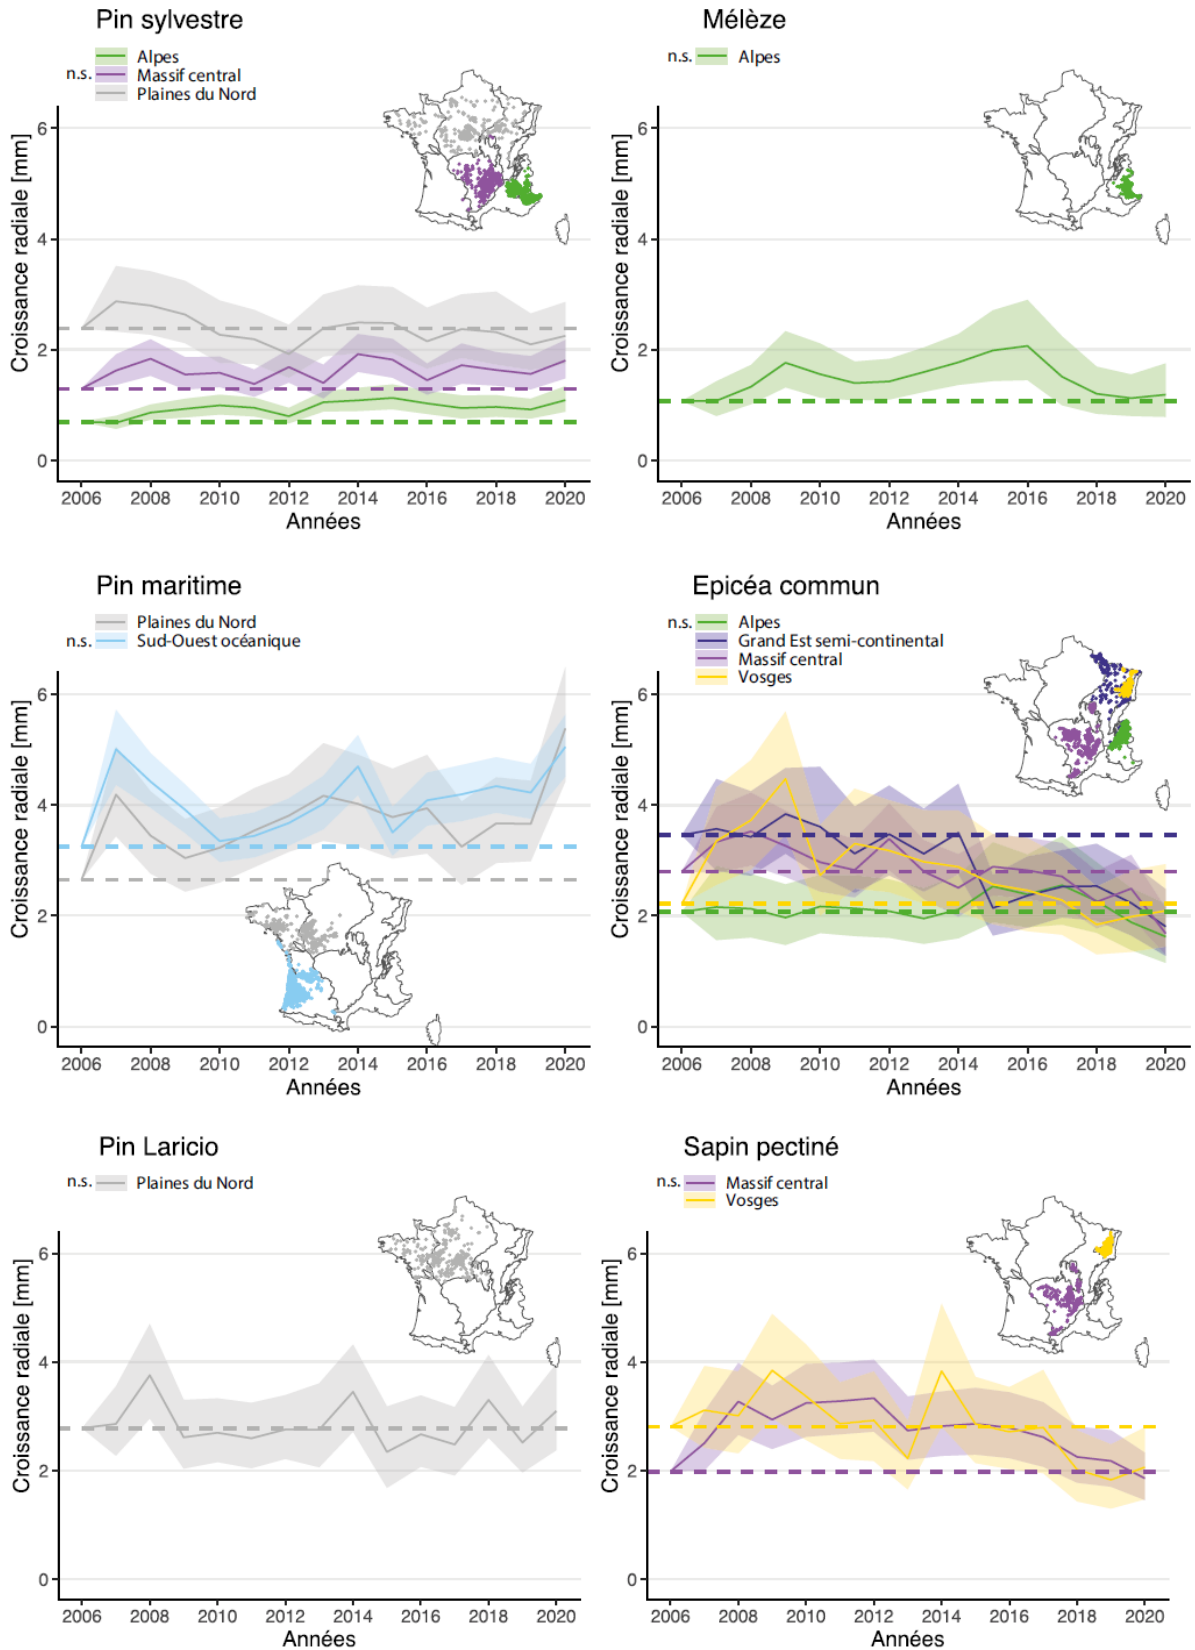 Pin sylvestre
Alpes
n.s. Massif central
Plaines du Nord
Croissance radiale [mm]
6
4
2
0
2006 2008 2010 2012 2014 2016 2018 2020
Années
Mélèze
n.s. Alpes
Croissance radiale [mm]
6
4
2
0
2006 2008 2010 2012 2014 2016 2018 2020
Années
Pin maritime
Plaines du Nord
n.s. Sud-Ouest océanique
Croissance radiale [mm]
6
4
2
0
2006 2008 2010 2012 2014 2016 2018 2020
Années
Epicéa commun
n.s. Alpes
Grand Est semi-continental
Massif central
Vosges
Croissance radiale [mm]
6
4
2
0
2006 2008 2010 2012 2014 2016 2018 2020
Années
Pin Laricio
n.s. Plaines du Nord
Croissance radiale [mm]
6
4
2
0
2006 2008 2010 2012 2014 2016 2018 2020
Années
Sapin pectiné
n.s. Massif central
Vosges
Croissance radiale [mm]
6
4
2
0
2006 2008 2010 2012 2014 2016 2018 2020
Années